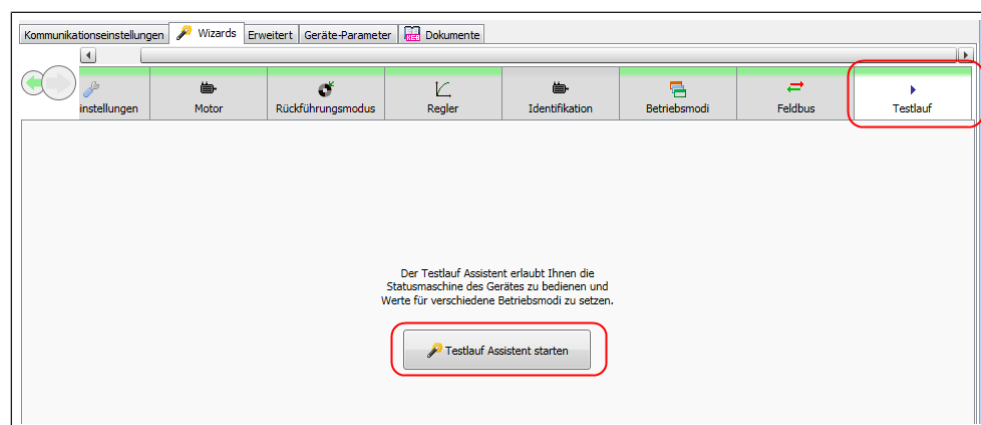 Kommunikationseinstellungen Wizards Erweitert Geräte-Parameter Dokumente
instellungen Motor Rückführungsmodus Regler Identifikation Betriebsmodi Feldbus Testlauf
Der Testlauf Assistent erlaubt Ihnen die
Statusmaschine des Gerätes zu bedienen und
Werte für verschiedene Betriebsmodi zu setzen.
Testlauf Assistent starten